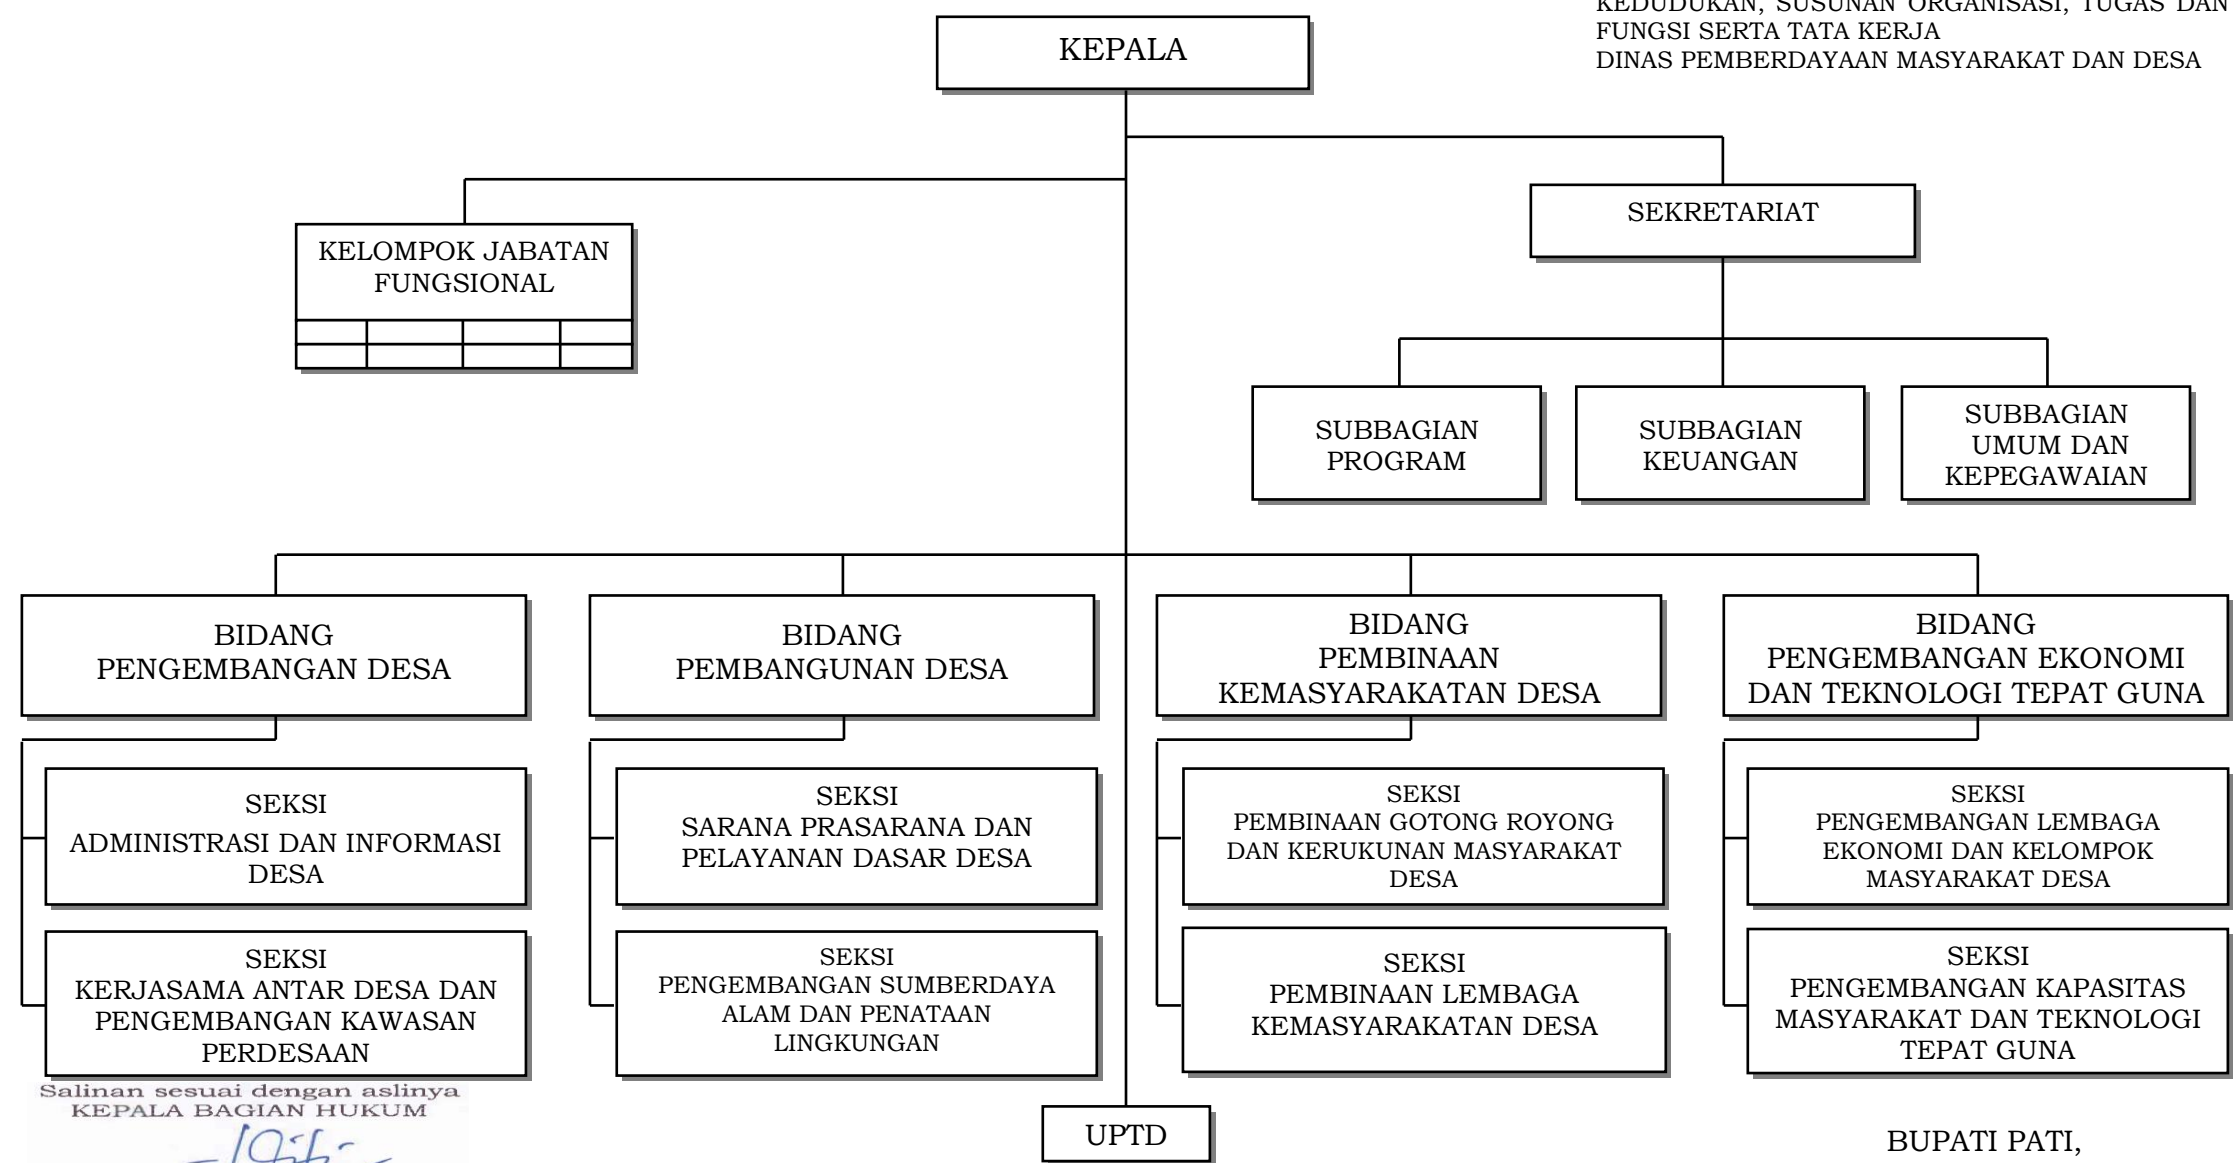 KEDUDUKAN, SUSUNAN ORGANISASI, TUGAS DAN
FUNGSI SERTA TATA KERJA
DINAS PEMBERDAYAAN MASYARAKAT DAN DESA
KEPALA
SEKRETARIAT
KELOMPOK JABATAN
FUNGSIONAL
SUBBAGIAN
PROGRAM
SUBBAGIAN
KEUANGAN
SUBBAGIAN
UMUM DAN
KEPEGAWAIAN
BIDANG
PENGEMBANGAN DESA
BIDANG
PEMBANGUNAN DESA
BIDANG
PEMBINAAN
KEMASYARAKATAN DESA
BIDANG
PENGEMBANGAN EKONOMI
DAN TEKNOLOGI TEPAT GUNA
SEKSI
ADMINISTRASI DAN INFORMASI
DESA
SEKSI
SARANA PRASARANA DAN
PELAYANAN DASAR DESA
SEKSI
PEMBINAAN GOTONG ROYONG
DAN KERUKUNAN MASYARAKAT
DESA
SEKSI
PENGEMBANGAN LEMBAGA
EKONOMI DAN KELOMPOK
MASYARAKAT DESA
SEKSI
KERJASAMA ANTAR DESA DAN
PENGEMBANGAN KAWASAN
PERDESAAN
SEKSI
PENGEMBANGAN SUMBERDAYA
ALAM DAN PENATAAN
LINGKUNGAN
SEKSI
PEMBINAAN LEMBAGA
KEMASYARAKATAN DESA
SEKSI
PENGEMBANGAN KAPASITAS
MASYARAKAT DAN TEKNOLOGI
TEPAT GUNA
Salinan sesuai dengan aslinya
KEPALA BAGIAN HUKUM
UPTD
BUPATI PATI,